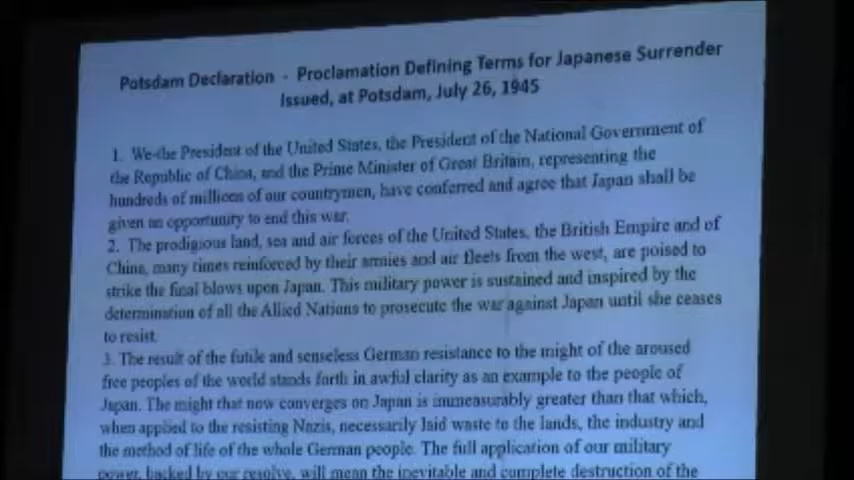 Potsdam Declaration - Proclamation Defining Terms for Japanese Surrender
Issued, at Potsdam, July 26, 1945
1. We-the President of the United States, the President of the National Government of
the Republic of China, and the Prime Minister of Great Britain, representing the
hundreds of millions of our countrymen, have conferred and agree that Japan shall be
given an opportunity to end this war.
2. The prodigious land, sea and air forces of the United States, the British Empire and of
China, many times reinforced by their armies and air fleets from the west, are poised to
strike the final blows upon Japan. This military power is sustained and inspired by the
determination of all the Allied Nations to prosecute the war against Japan until she ceases
to resist.
3. The result of the futile and senseless German resistance to the might of the aroused
free peoples of the world stands forth in awful clarity as an example to the people of
Japan. The might that now converges on Japan is immeasurably greater than that which,
when applied to the resisting Nazis, necessarily laid waste to the lands, the industry and
the method of life of the whole German people. The full application of our military
power, backed by our resolve, will mean the inevitable and complete destruction of the